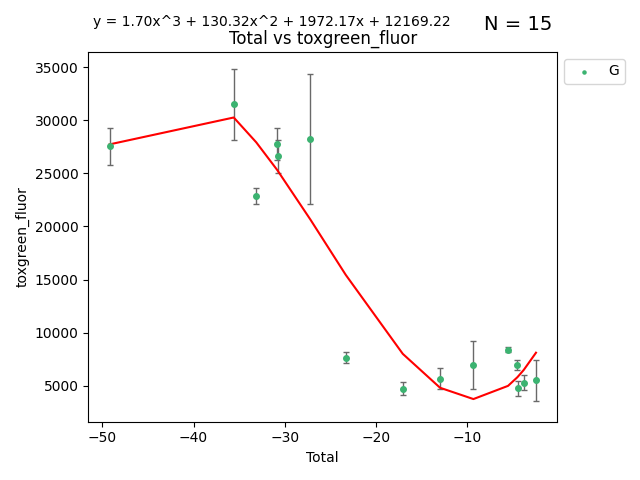 y = 1.70x^3 + 130.32x^2 + 1972.17x + 12169.22
N = 15
Total vs toxgreen_fluor
G
35000
30000
25000
20000
15000
10000
5000
toxgreen_fluor
−50 −40 −30 −20 −10
Total